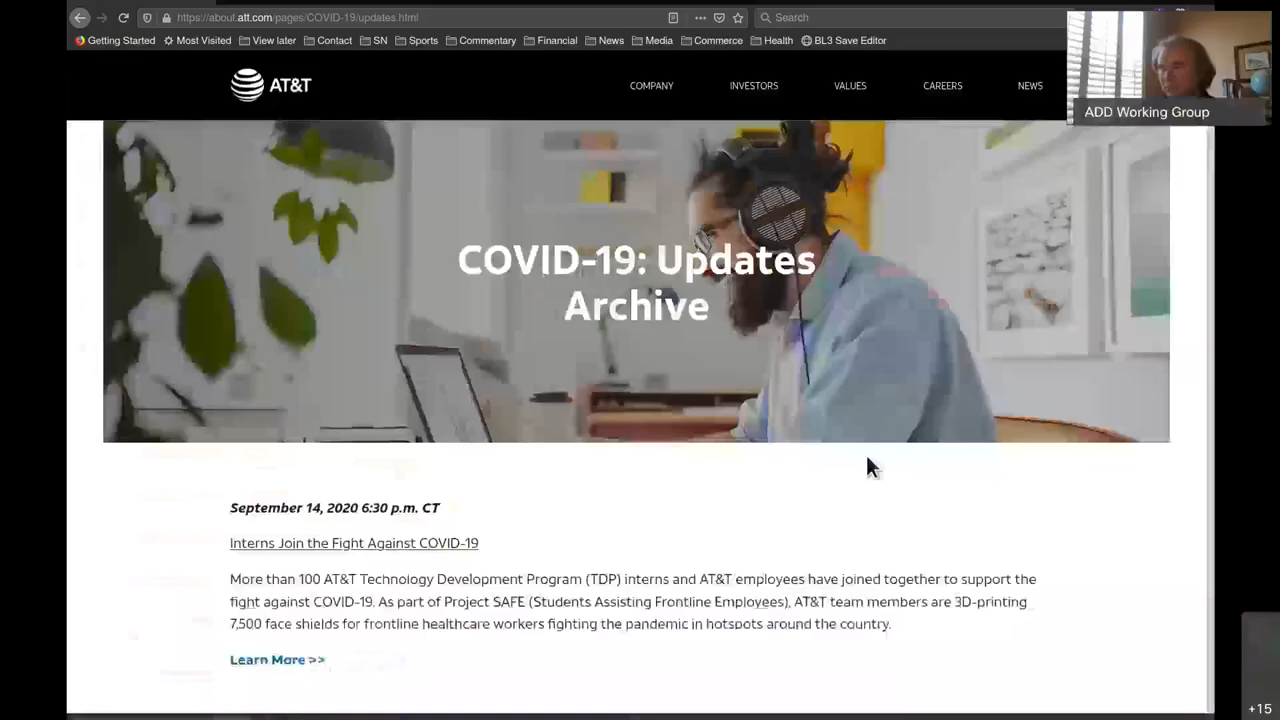 https://about.att.com/pages/COVID-19/updates.html
Search
Getting Started Most Visited View later Contact SN Sports Commentary Financial News Media Commerce Health BL3 Save Editor
AT&T COMPANY INVESTORS VALUES CAREERS NEWS
ADD Working Group
COVID-19: Updates
Archive
September 14, 2020 6:30 p.m. CT
Interns Join the Fight Against COVID-19
More than 100 AT&T Technology Development Program (TDP) interns and AT&T employees have joined together to support the
fight against COVID-19. As part of Project SAFE (Students Assisting Frontline Employees), AT&T team members are 3D-printing
7,500 face shields for frontline healthcare workers fighting the pandemic in hotspots around the country.
Learn More >>
+15